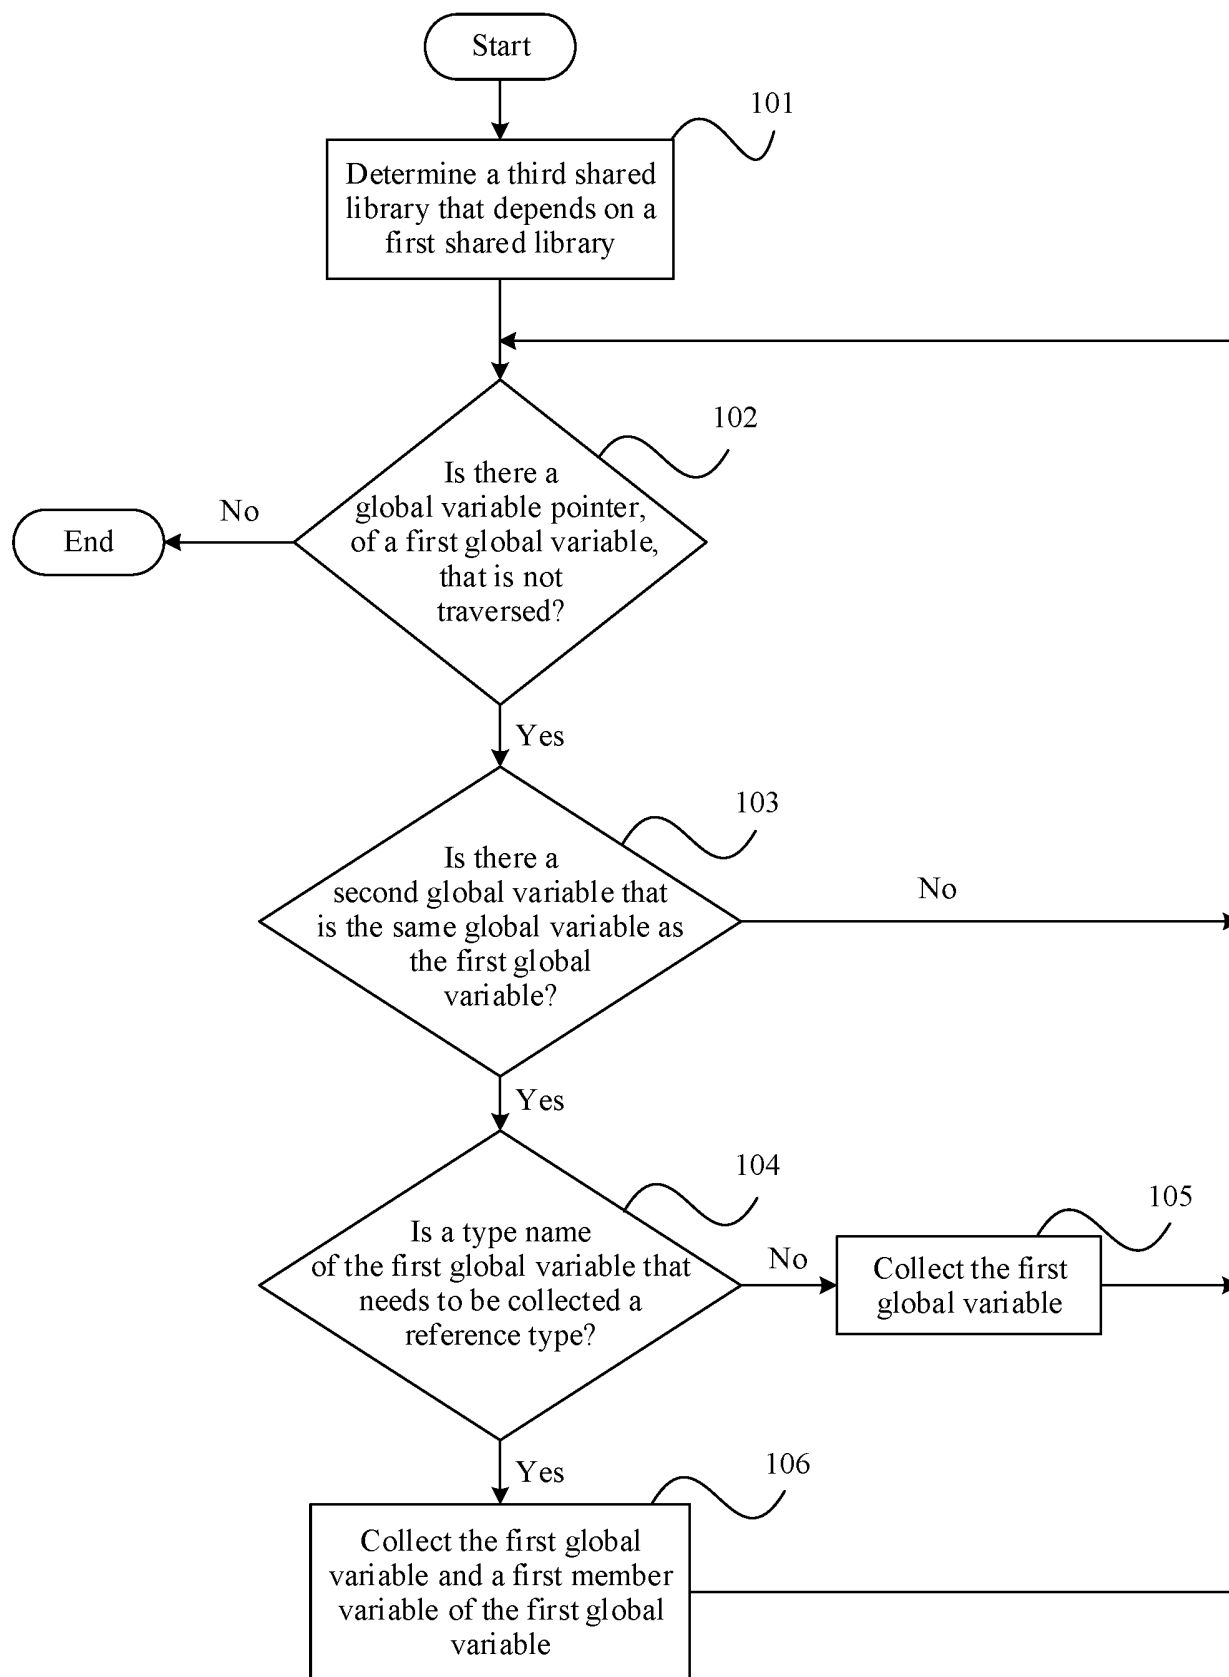 Start
101
Determine a third shared
library that depends on a
first shared library
102
Is there a
global variable pointer,
of a first global variable,
that is not
traversed?
No
End
Yes
103
Is there a
second global variable that
is the same global variable as
the first global
variable?
No
Yes
104
Is a type name
of the first global variable that
needs to be collected a
reference type?
No
105
Collect the first
global variable
Yes
106
Collect the first global
variable and a first member
variable of the first global
variable